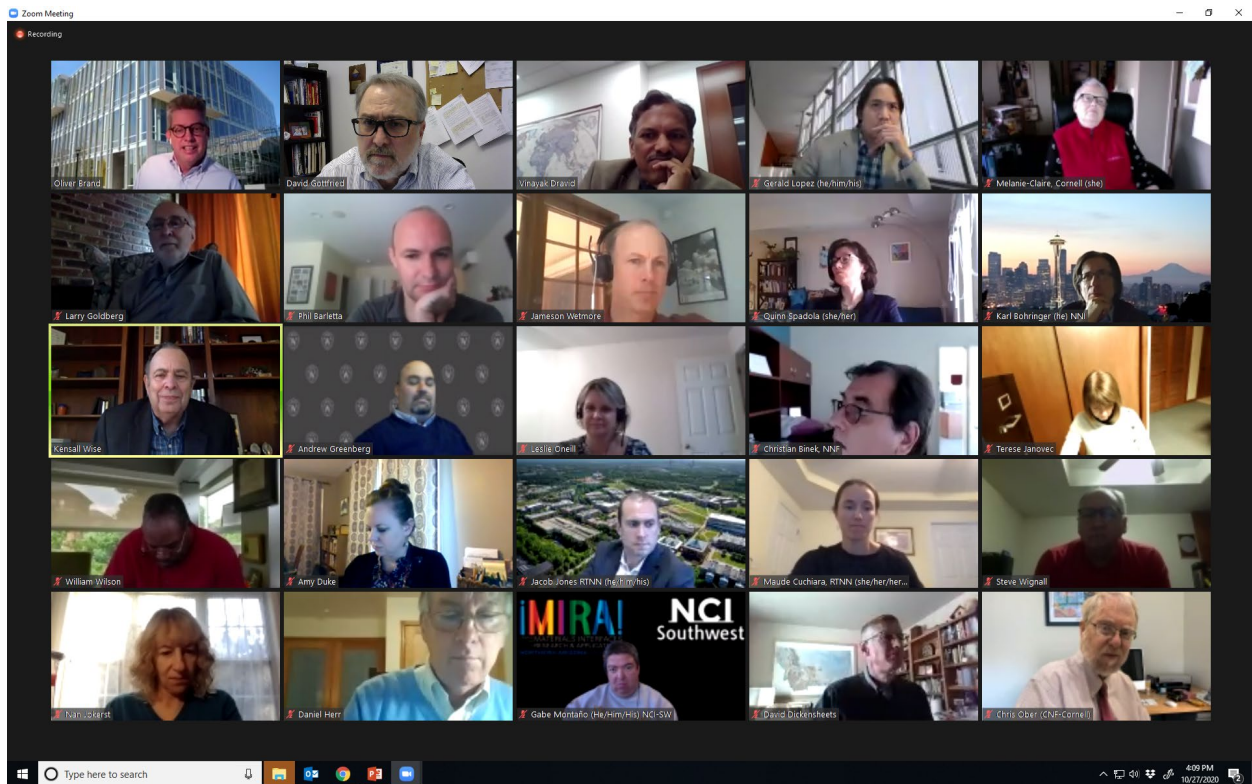 Zoom Meeting
Recording
Oliver Brand
David Gottfried
Vinayak Dravid
Gerald Lopez (he/him/his)
Melanie-Claire, Cornell (she)
Larry Goldberg
Phil Barletta
Jameson Wetmore
Quinn Spadola (she/her)
Karl Bohringer (he) NNI
Kensall Wise
Andrew Greenberg
Leslie Oneill
Christian Binek, NNF
Terese Janovec
William Wilson
Amy Duke
Jacob Jones RTNN (he/him/his)
Maude Cuchiara, RTNN (she/her/her...
Steve Wignall
¡MIRA!
NCI
Southwest
Nan Jokerst
Daniel Herr
Gabe Montaño (He/Him/His) NCI-SW
David Dickensheets
Chris Ober (CNF-Cornell)
Type here to search
4:09 PM
10/27/2020
2